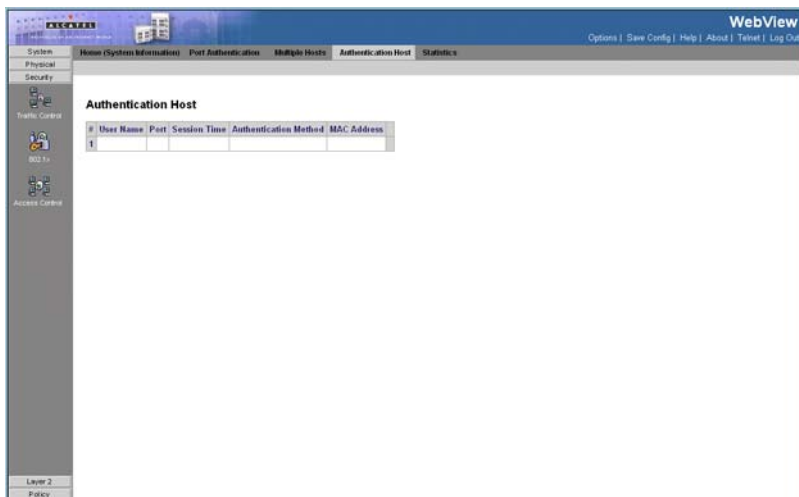 ALCATEL
WebView
Options | Save Config | Help | About | Telnet | Log Out
System
Home (System Information) Port Authentication Multiple Hosts Authentication Host Statistics
Physical
Security
Traffic Control
802.1x
Access Control
Authentication Host
# User Name Port Session Time Authentication Method MAC Address
1
Layer 2
Policy